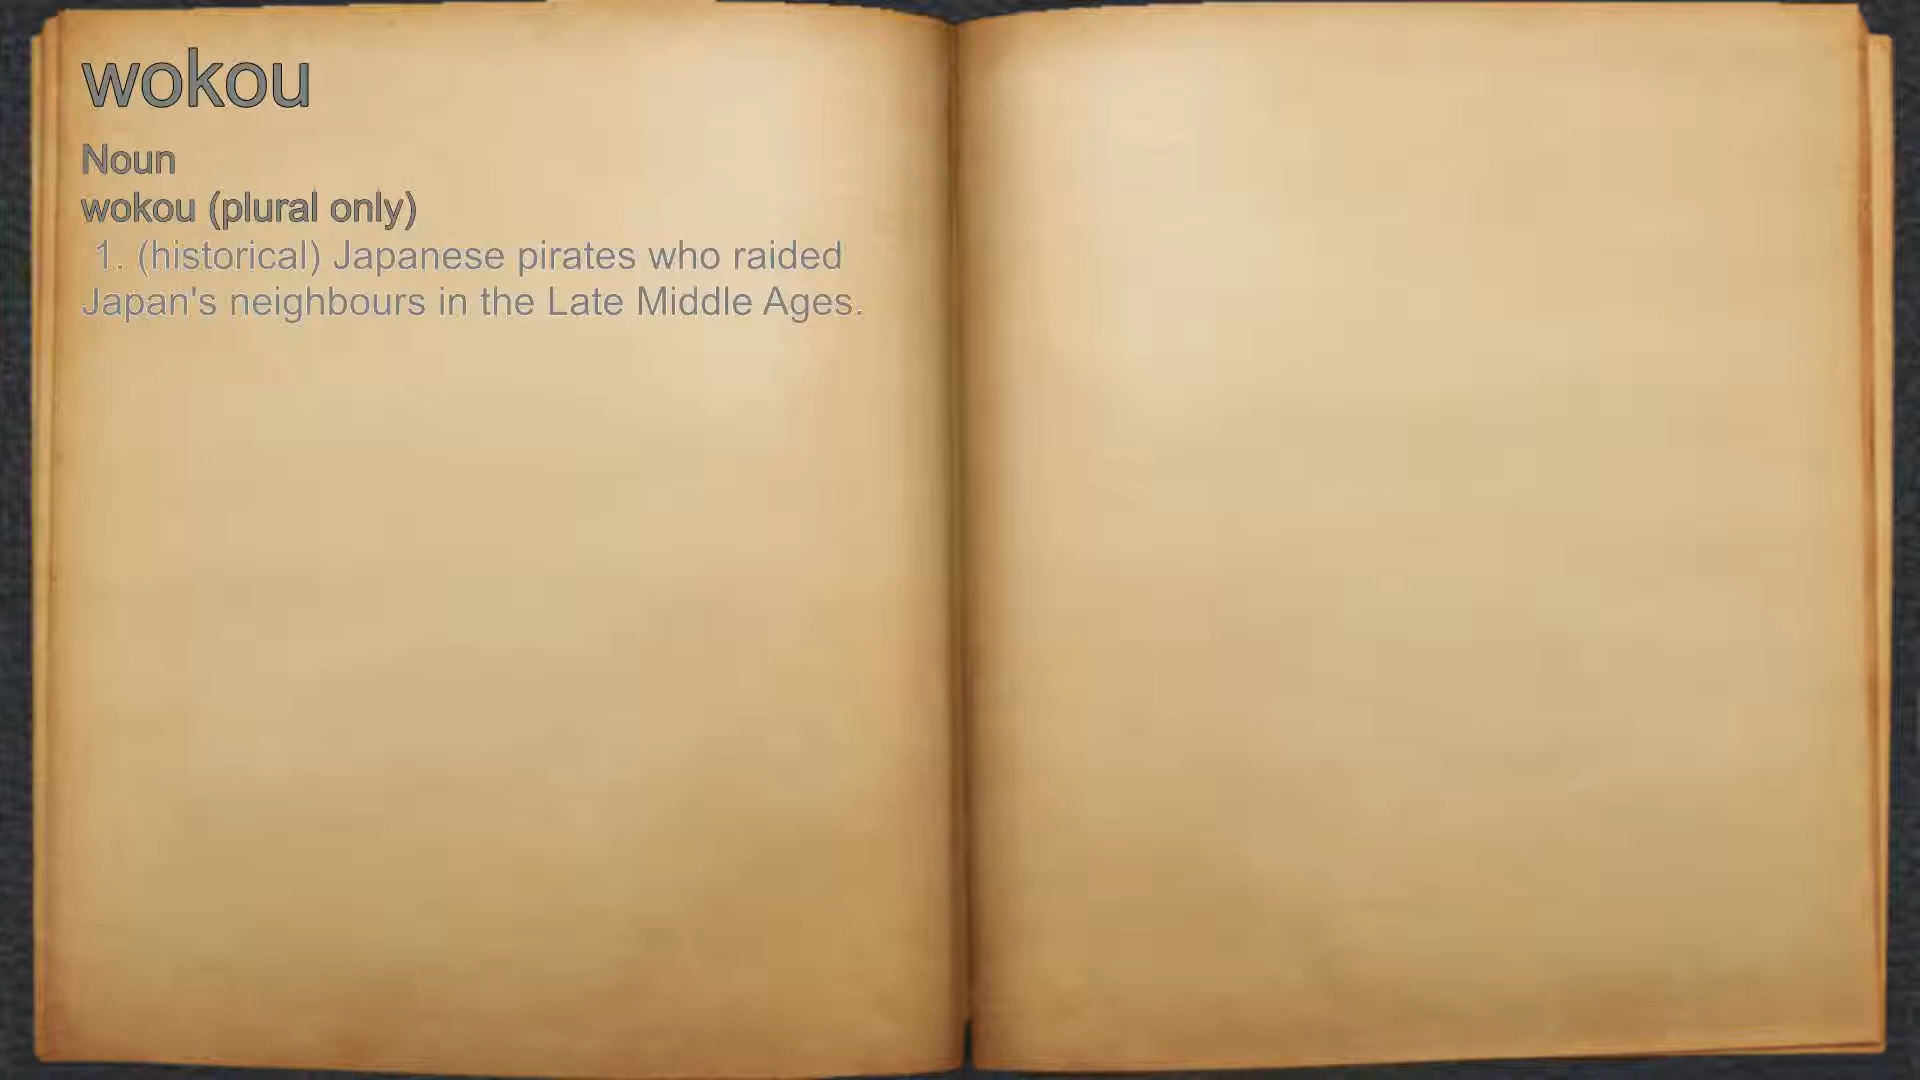 wokou
Noun
wokou (plural only)
1. (historical) Japanese pirates who raided
Japan's neighbours in the Late Middle Ages.